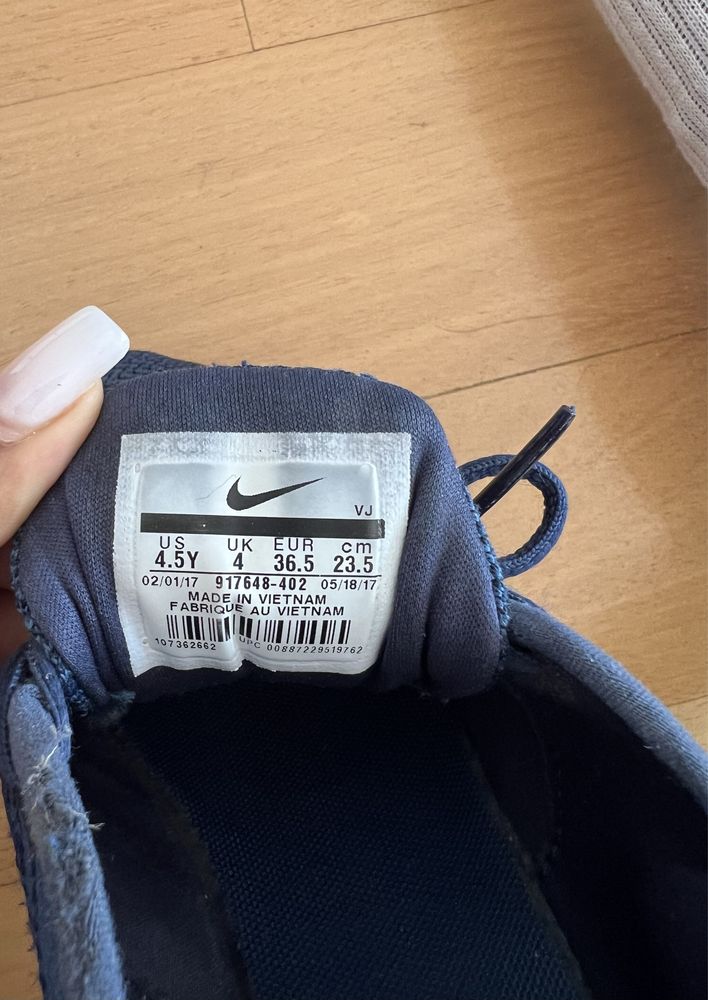 VJ
US UK EUR cm
4.5Y 4 36.5 23.5
02/01/17 917648-402 05/18/17
MADE IN VIETNAM
FABRIQUE AU VIETNAM
107362662 UPC 00887229519762